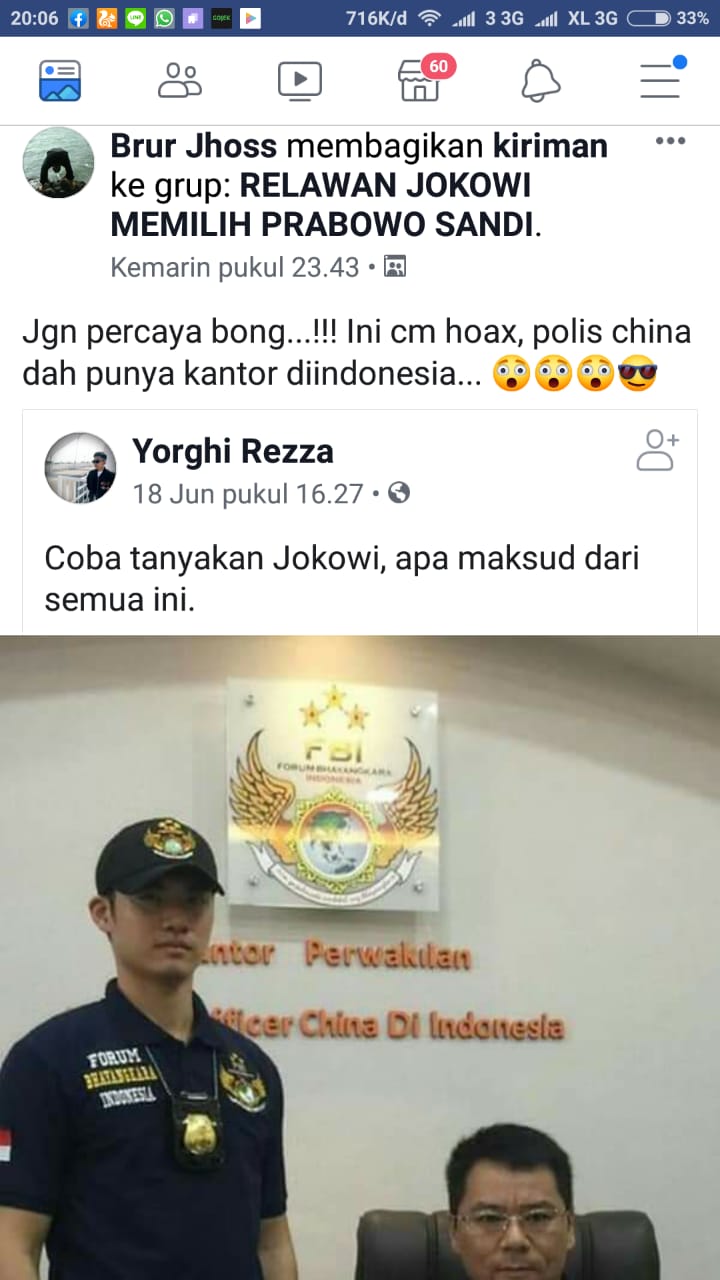 20:06
716K/d 3 3G XL 3G 33%
60
Brur Jhoss membagikan kiriman
ke grup: RELAWAN JOKOWI
MEMILIH PRABOWO SANDI.
Kemarin pukul 23.43
Jgn percaya bong...!!! Ini cm hoax, polis china
dah punya kantor diindonesia... 😲😲😲😎
Yorghi Rezza
18 Jun pukul 16.27
Coba tanyakan Jokowi, apa maksud dari
semua ini.
FBI
FORUM BHAYANGKARA
INDONESIA
ntor Perwakilan
fficer China Di Indonesia
FORUM
BHAYANGKARA
INDONESIA